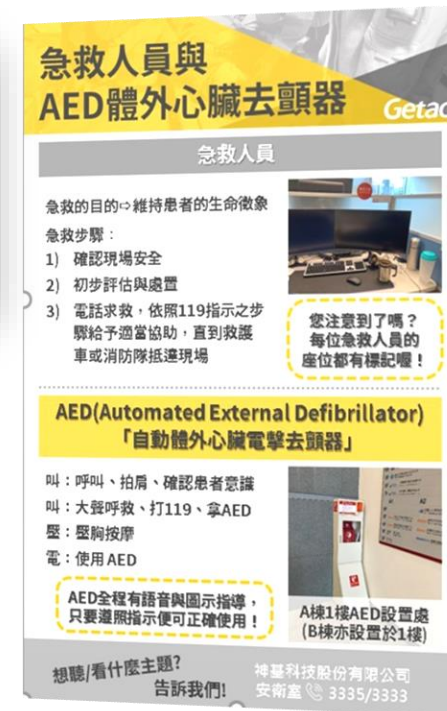 急救人員與
AED體外心臟去顫器
Getac
急救人員
急救的目的⇨維持患者的生命徵象
急救步驟：
1) 確認現場安全
2) 初步評估與處置
3) 電話求救，依照119指示之步
驟給予適當協助，直到救護
車或消防隊抵達現場
您注意到了嗎？
每位急救人員的
座位都有標記喔！
AED(Automated External Defibrillator)
「自動體外心臟電擊去顫器」
叫：呼叫、拍肩、確認患者意識
叫：大聲呼救、打119、拿AED
壓：壓胸按摩
電：使用 AED
AED全程有語音與圖示指導，
只要遵照指示便可正確使用！
A棟1樓AED設置處
(B棟亦設置於1樓)
想聽/看什麼主題?
告訴我們!
神基科技股份有限公司
安衛室 3335/3333